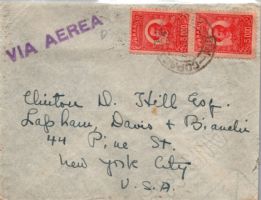 VIA AEREA
Clinton D. Hill Esq.
Lapham, Davis & Bianchi
44 Pine St.
New York City
U.S.A.